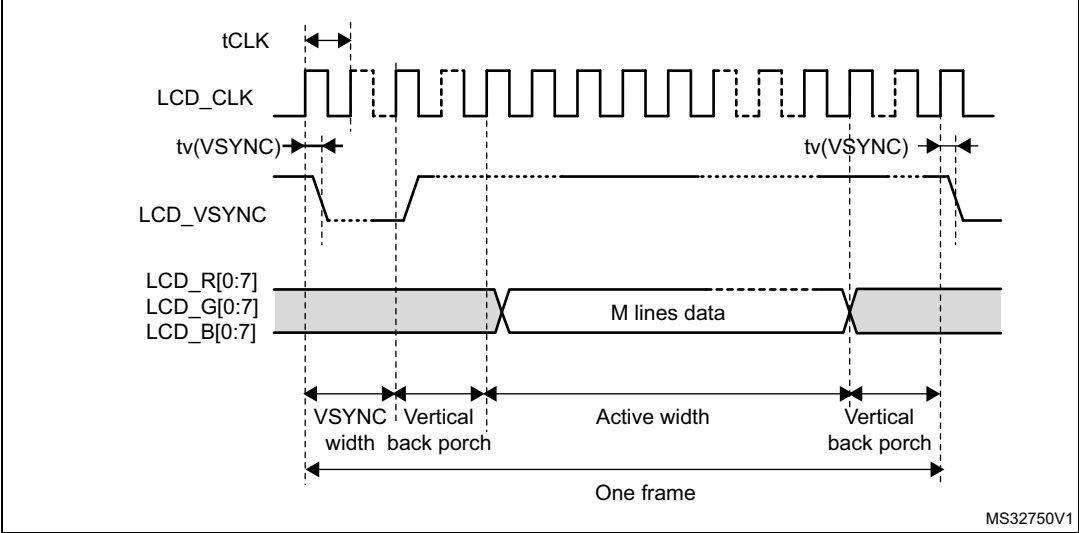 tCLK
LCD_CLK
tv(VSYNC)
tv(VSYNC)
LCD_VSYNC
LCD_R[0:7]
LCD_G[0:7]
LCD_B[0:7]
M lines data
VSYNC
width
Vertical
back porch
Active width
Vertical
back porch
One frame
MS32750V1